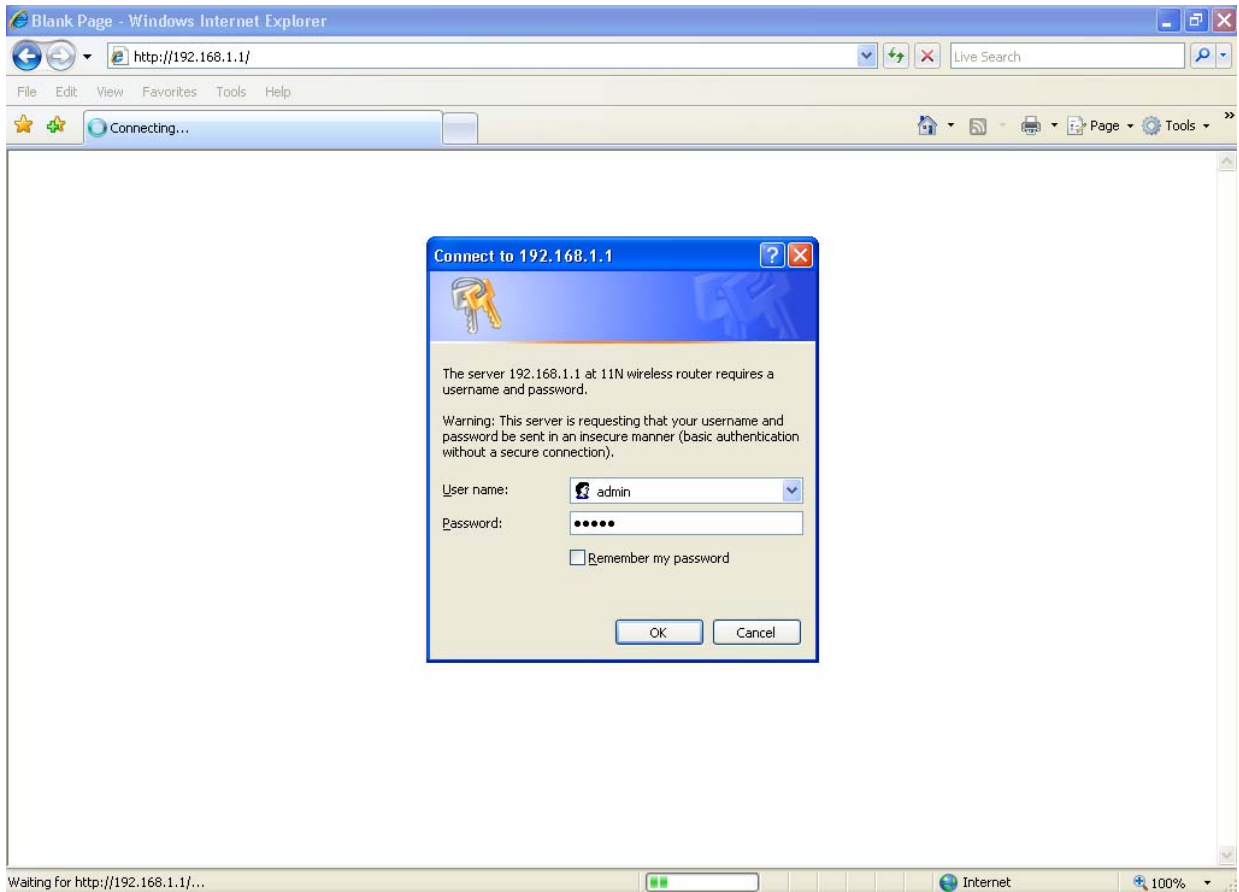 Blank Page - Windows Internet Explorer
http://192.168.1.1/
Live Search
File Edit View Favorites Tools Help
Connecting...
Page Tools
Connect to 192.168.1.1
The server 192.168.1.1 at 11N wireless router requires a
username and password.
Warning: This server is requesting that your username and
password be sent in an insecure manner (basic authentication
without a secure connection).
User name: admin
Password: •••••
Remember my password
OK Cancel
Waiting for http://192.168.1.1/... Internet 100%